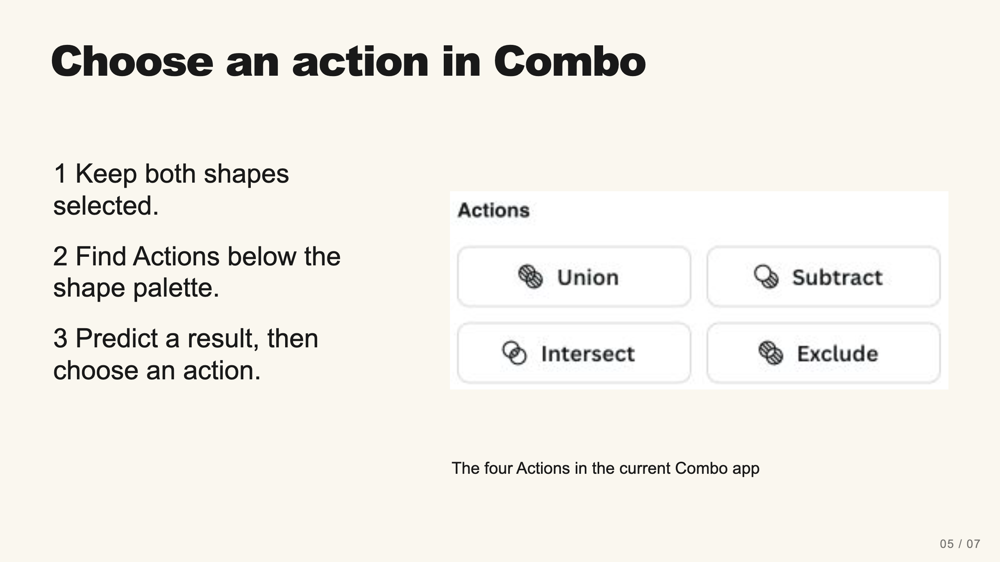 Choose an action in Combo
1 Keep both shapes
selected.
2 Find Actions below the
shape palette.
3 Predict a result, then
choose an action.
Actions
Union
Subtract
Intersect
Exclude
The four Actions in the current Combo app
05 / 07